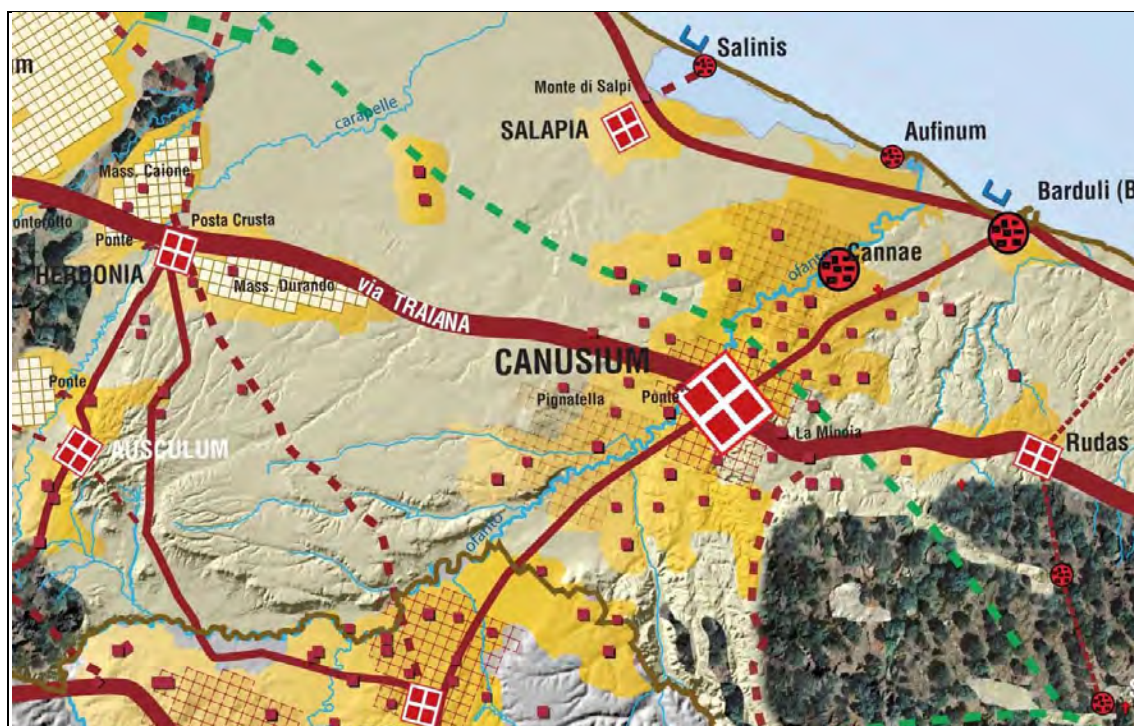 Salinis
Monte di Salpi
SALAPIA
carapelle
Aufinum
Barduli (B
Mass. Caione
Posta Crusta
Ponte
HERDONIA
Mass. Durando
via TRAIANA
ofanto
Cannae
CANUSIUM
Pignatella
Ponte
La Minoia
Rudas
Ponte
AUSCULUM
ofanto